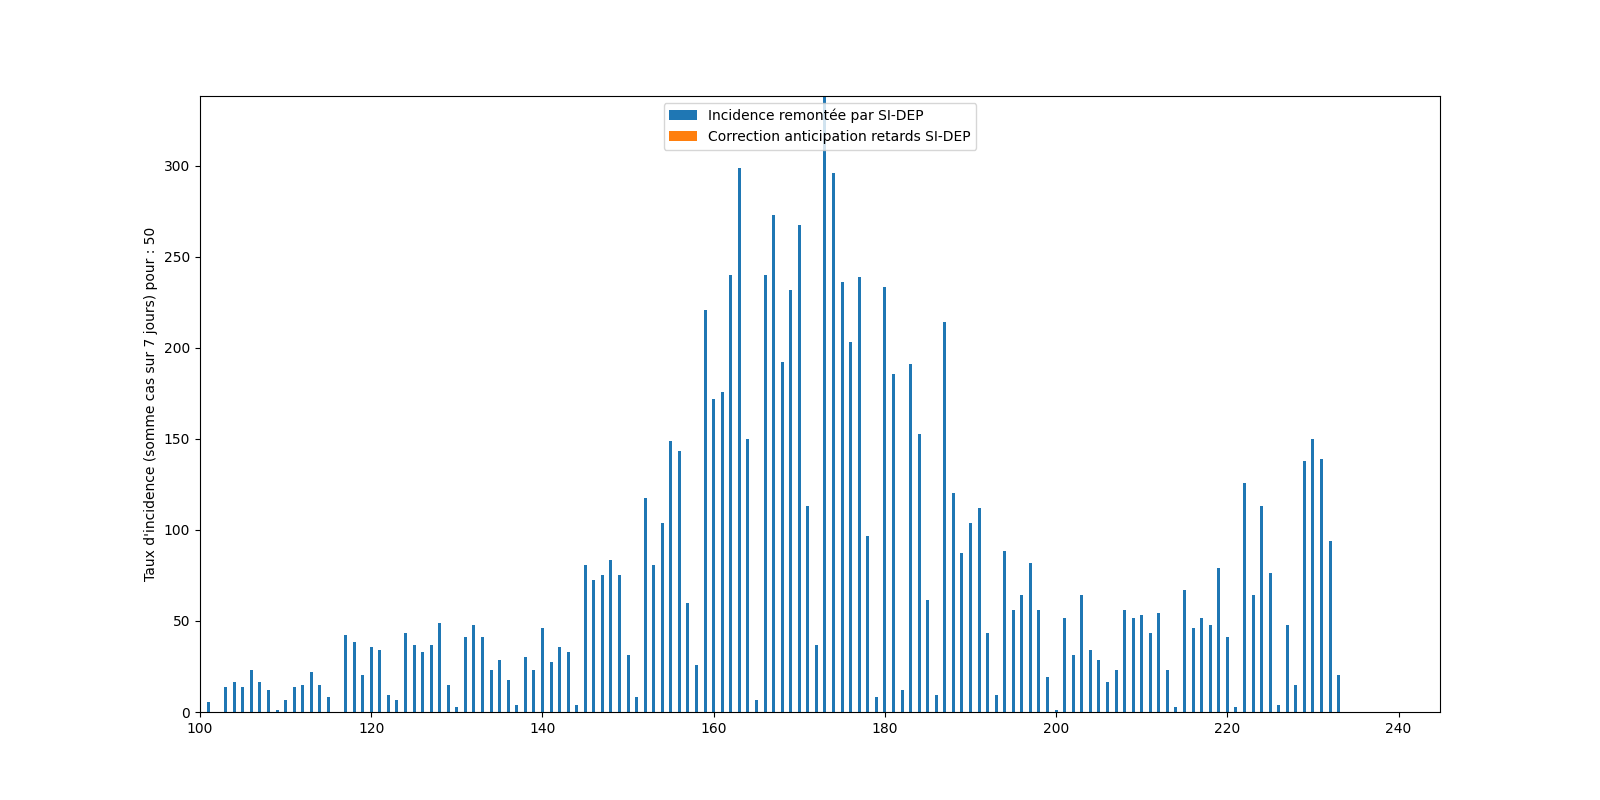 Incidence remontée par SI-DEP
Correction anticipation retards SI-DEP
Taux d'incidence (somme cas sur 7 jours) pour : 50
300
250
200
150
100
50
0
100 120 140 160 180 200 220 240